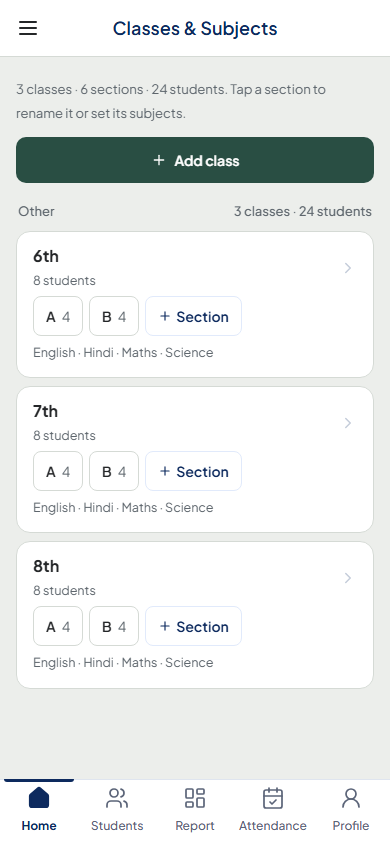 Classes & Subjects
3 classes · 6 sections · 24 students. Tap a section to
rename it or set its subjects.
+ Add class
Other 3 classes · 24 students
6th
8 students
A 4 B 4 + Section
English · Hindi · Maths · Science
7th
8 students
A 4 B 4 + Section
English · Hindi · Maths · Science
8th
8 students
A 4 B 4 + Section
English · Hindi · Maths · Science
Home Students Report Attendance Profile